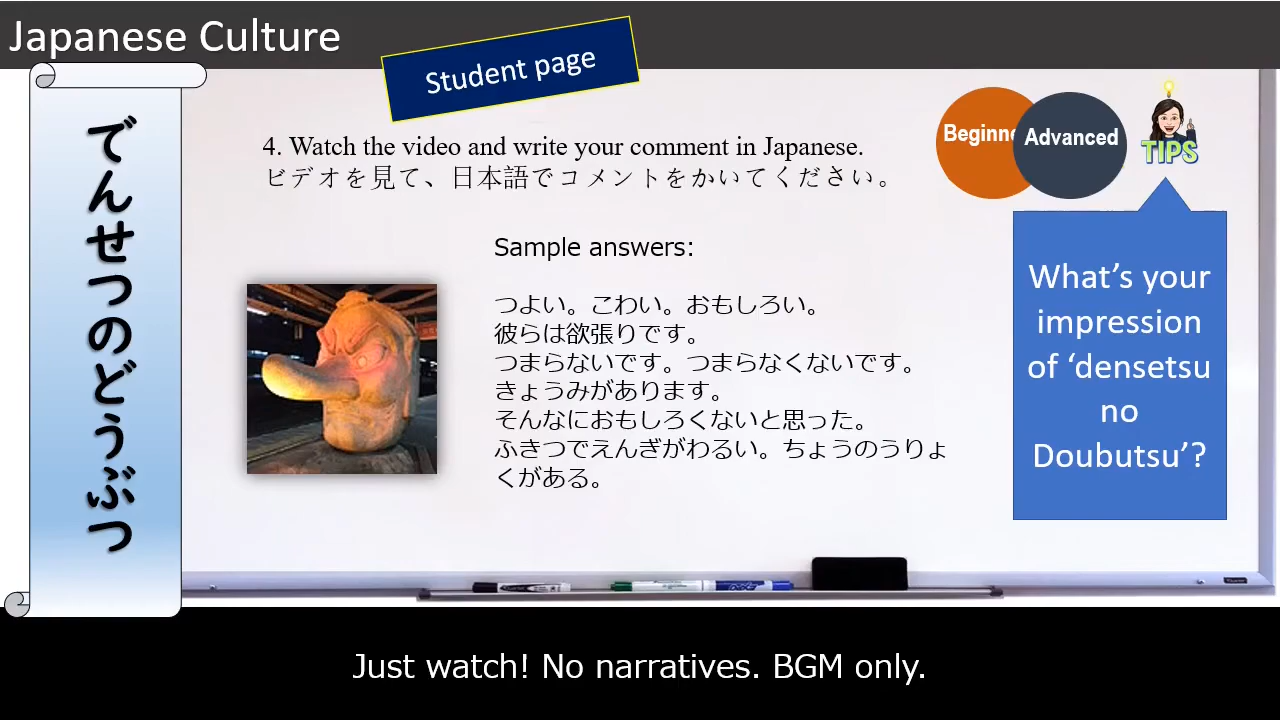 Japanese Culture
Student page
でんせつのどうぶつ
4. Watch the video and write your comment in Japanese.
ビデオを見て、日本語でコメントをかいてください。
Beginne
Advanced
TIPS
Sample answers:
つよい。こわい。おもしろい。
彼らは欲張りです。
つまらないです。つまらなくないです。
きょうみがあります。
そんなにおもしろくないと思った。
ふきつでえんぎがわるい。ちょうのうりょ
くがある。
What’s your
impression
of ‘densetsu
no
Doubutsu’?
Just watch! No narratives. BGM only.